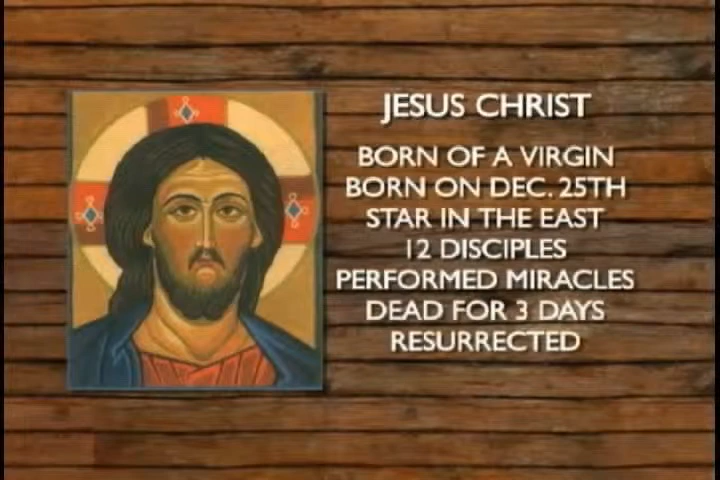 JESUS CHRIST
BORN OF A VIRGIN
BORN ON DEC. 25TH
STAR IN THE EAST
12 DISCIPLES
PERFORMED MIRACLES
DEAD FOR 3 DAYS
RESURRECTED